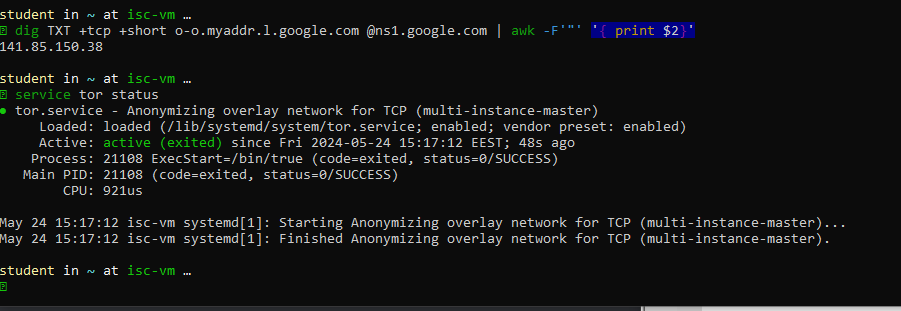 student in ~ at isc-vm …
dig TXT +tcp +short o-o.myaddr.l.google.com @ns1.google.com | awk -F'"' '{ print $2}'
141.85.150.38
student in ~ at isc-vm …
service tor status
● tor.service - Anonymizing overlay network for TCP (multi-instance-master)
Loaded: loaded (/lib/systemd/system/tor.service; enabled; vendor preset: enabled)
Active: active (exited) since Fri 2024-05-24 15:17:12 EEST; 48s ago
Process: 21108 ExecStart=/bin/true (code=exited, status=0/SUCCESS)
Main PID: 21108 (code=exited, status=0/SUCCESS)
CPU: 921us
May 24 15:17:12 isc-vm systemd[1]: Starting Anonymizing overlay network for TCP (multi-instance-master)...
May 24 15:17:12 isc-vm systemd[1]: Finished Anonymizing overlay network for TCP (multi-instance-master).
student in ~ at isc-vm …